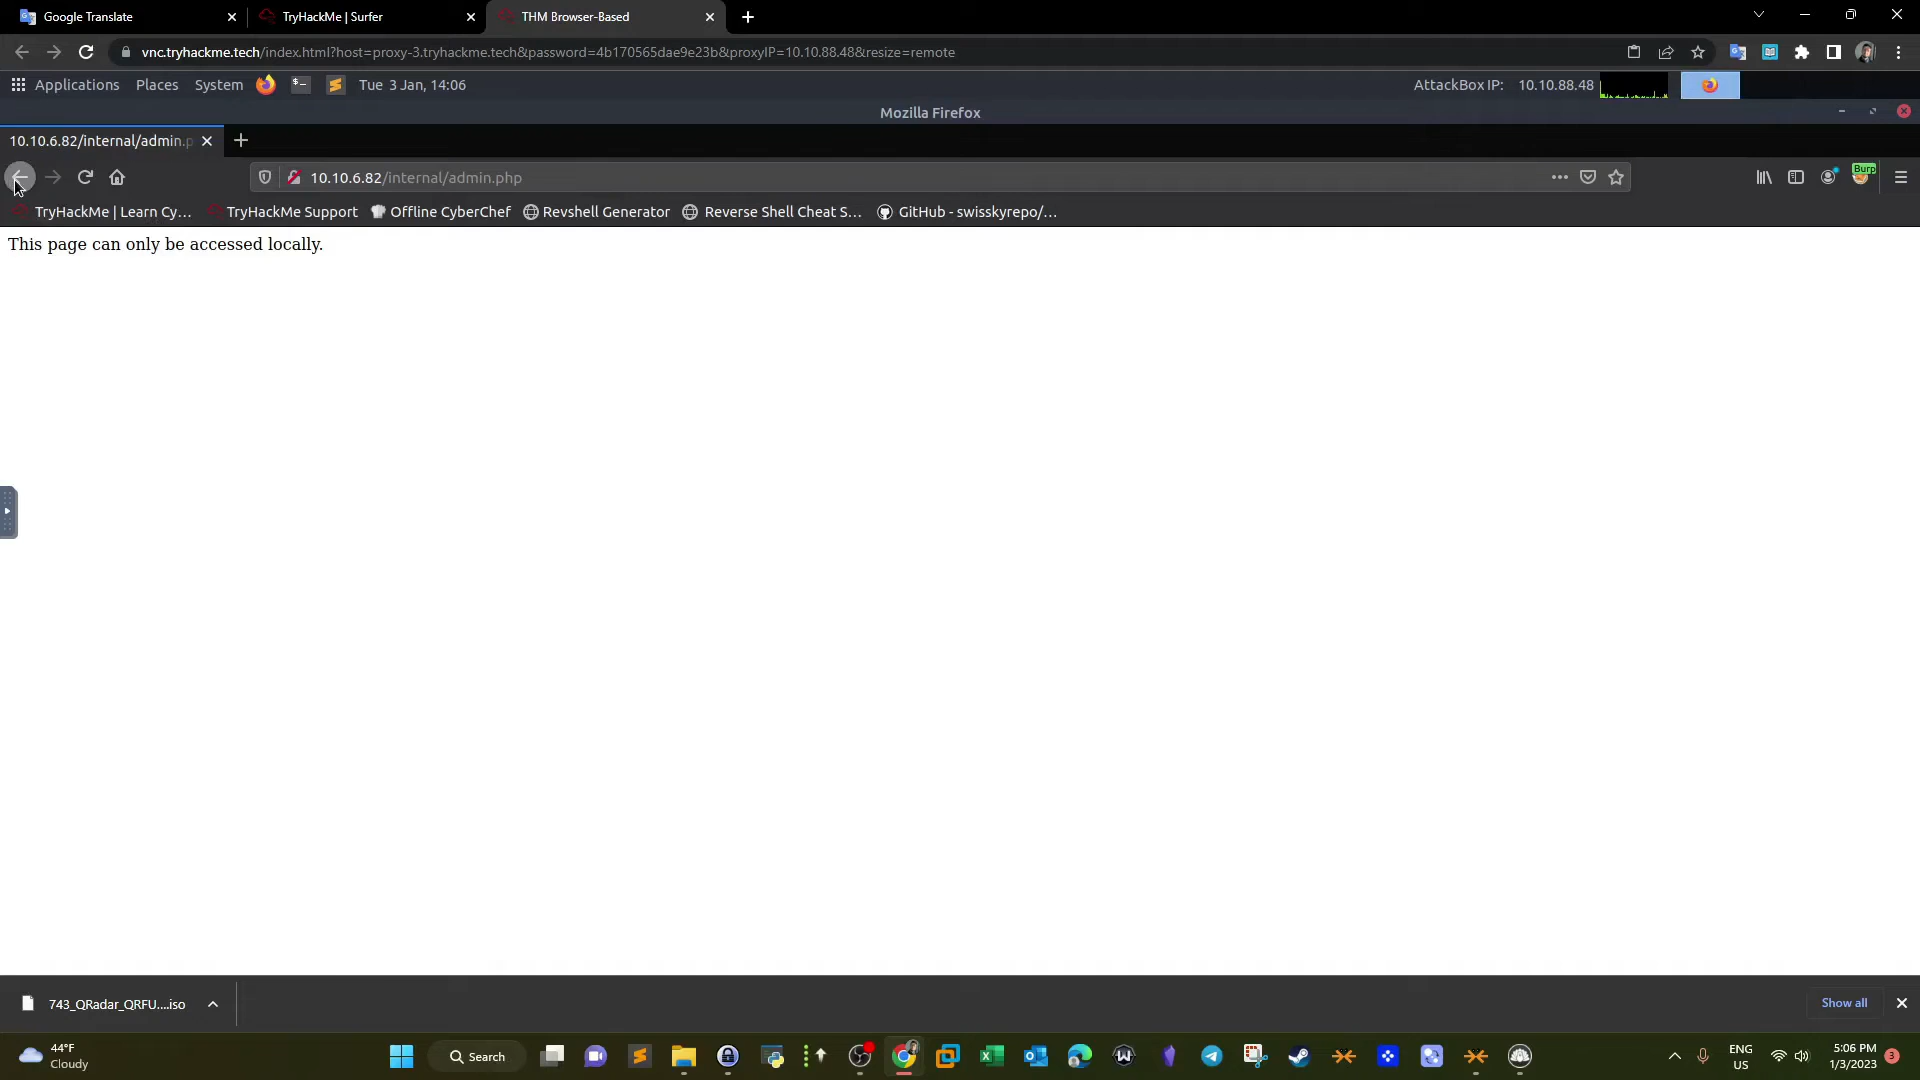 Google Translate
TryHackMe | Surfer
THM Browser-Based
vnc.tryhackme.tech/index.html?host=proxy-3.tryhackme.tech&password=4b170565dae9e23b&proxyIP=10.10.88.48&resize=remote
Applications Places System Tue 3 Jan, 14:06 AttackBox IP: 10.10.88.48
Mozilla Firefox
10.10.6.82/internal/admin.p
10.10.6.82/internal/admin.php
Burp
TryHackMe | Learn Cy… TryHackMe Support Offline CyberChef Revshell Generator Reverse Shell Cheat S… GitHub - swisskyrepo/…
This page can only be accessed locally.
743_QRadar_QRFU....iso
Show all
44°F
Cloudy
Search
ENG
US
5:06 PM
1/3/2023
3